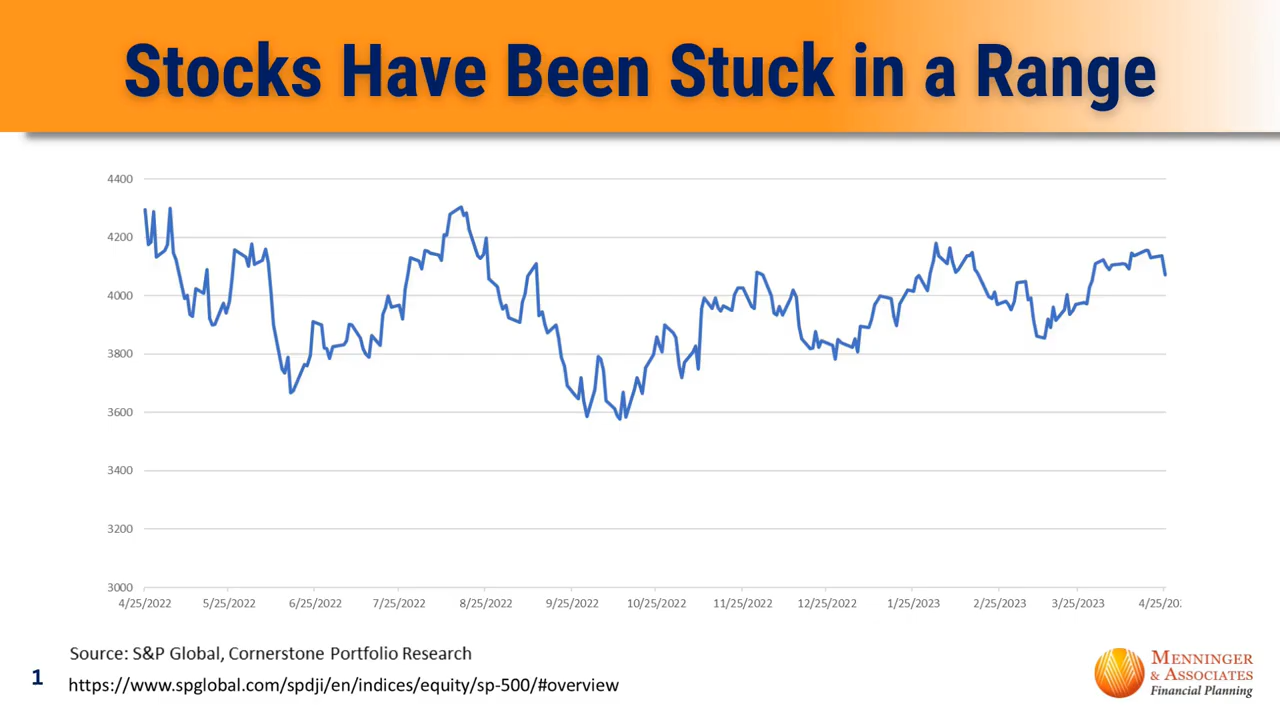 Stocks Have Been Stuck in a Range
4400
4200
4000
3800
3600
3400
3200
3000
4/25/2022 5/25/2022 6/25/2022 7/25/2022 8/25/2022 9/25/2022 10/25/2022 11/25/2022 12/25/2022 1/25/2023 2/25/2023 3/25/2023 4/25/20
Source: S&P Global, Cornerstone Portfolio Research
1
https://www.spglobal.com/spdji/en/indices/equity/sp-500/#overview
MENNINGER
& ASSOCIATES
Financial Planning